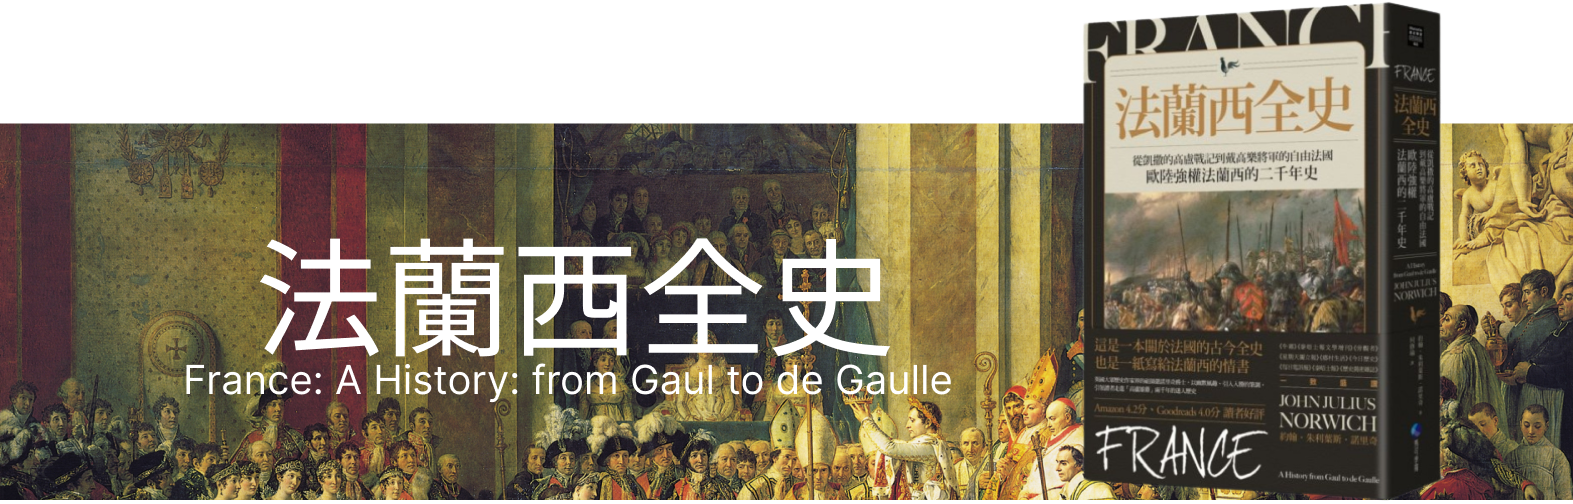 法蘭西全史
France: A History: from Gaul to de Gaulle
FRANCE
法蘭西全史
從凱撒的高盧戰記到戴高樂將軍的自由法國
歐陸強權法蘭西的二千年史
這是一本關於法國的古今全史
也是一紙寫給法蘭西的情書
Amazon 4.2分、Goodreads 4.0分 讀者好評
FRANCE
JOHN JULIUS
NORWICH
約翰・朱利葉斯・諾里奇
A History from Gaul to de Gaulle
FRANCE
法蘭西
全史
從凱撒的高盧戰記
到戴高樂將軍的自由法國
歐陸強權
法蘭西的二千年史
A History
from Gaul to de Gaulle
JOHN JULIUS
NORWICH